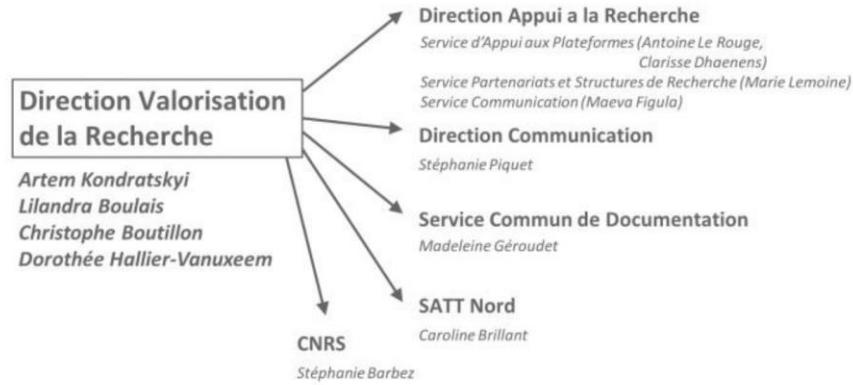 Direction Valorisation
de la Recherche
Artem Kondratskyi
Lilandra Boulais
Christophe Boutillon
Dorothée Hallier-Vanuxeem
Direction Appui a la Recherche
Service d'Appui aux Plateformes (Antoine Le Rouge,
Clarisse Dhaenens)
Service Partenariats et Structures de Recherche (Marie Lemoine)
Service Communication (Maeva Figula)
Direction Communication
Stéphanie Piquet
Service Commun de Documentation
Madeleine Géroudet
SATT Nord
Caroline Brillant
CNRS
Stéphanie Barbez